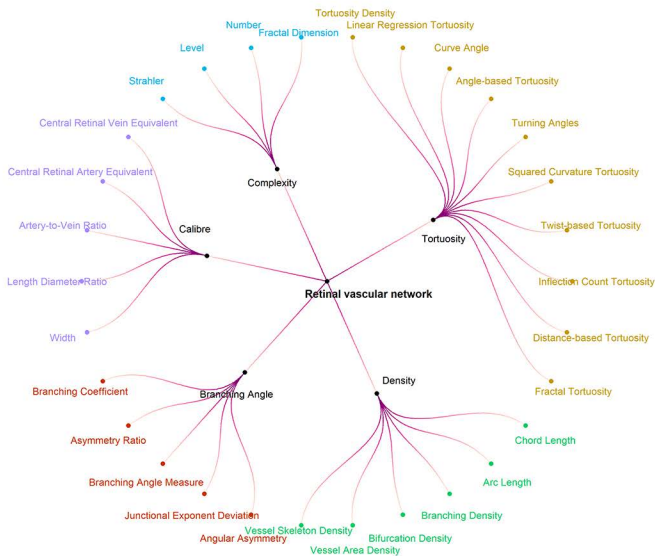 Tortuosity Density
Number
Linear Regression Tortuosity
Fractal Dimension
Level
Curve Angle
Strahler
Angle-based Tortuosity
Central Retinal Vein Equivalent
Turning Angles
Central Retinal Artery Equivalent
Squared Curvature Tortuosity
Complexity
Artery-to-Vein Ratio
Calibre
Twist-based Tortuosity
Tortuosity
Length Diameter Ratio
Inflection Count Tortuosity
Retinal vascular network
Width
Distance-based Tortuosity
Density
Branching Coefficient
Branching Angle
Fractal Tortuosity
Asymmetry Ratio
Chord Length
Branching Angle Measure
Arc Length
Junctional Exponent Deviation
Branching Density
Vessel Skeleton Density
Angular Asymmetry
Bifurcation Density
Vessel Area Density